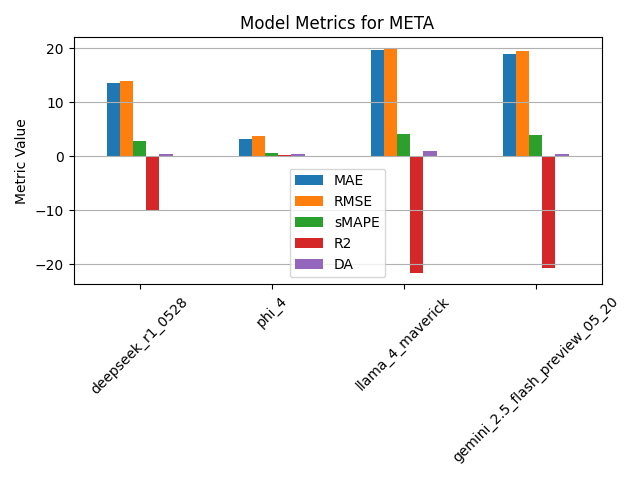 Model Metrics for META
Metric Value
20
10
0
−10
−20
MAE
RMSE
sMAPE
R2
DA
deepseek_r1_0528
phi_4
llama_4_maverick
gemini_2.5_flash_preview_05_20